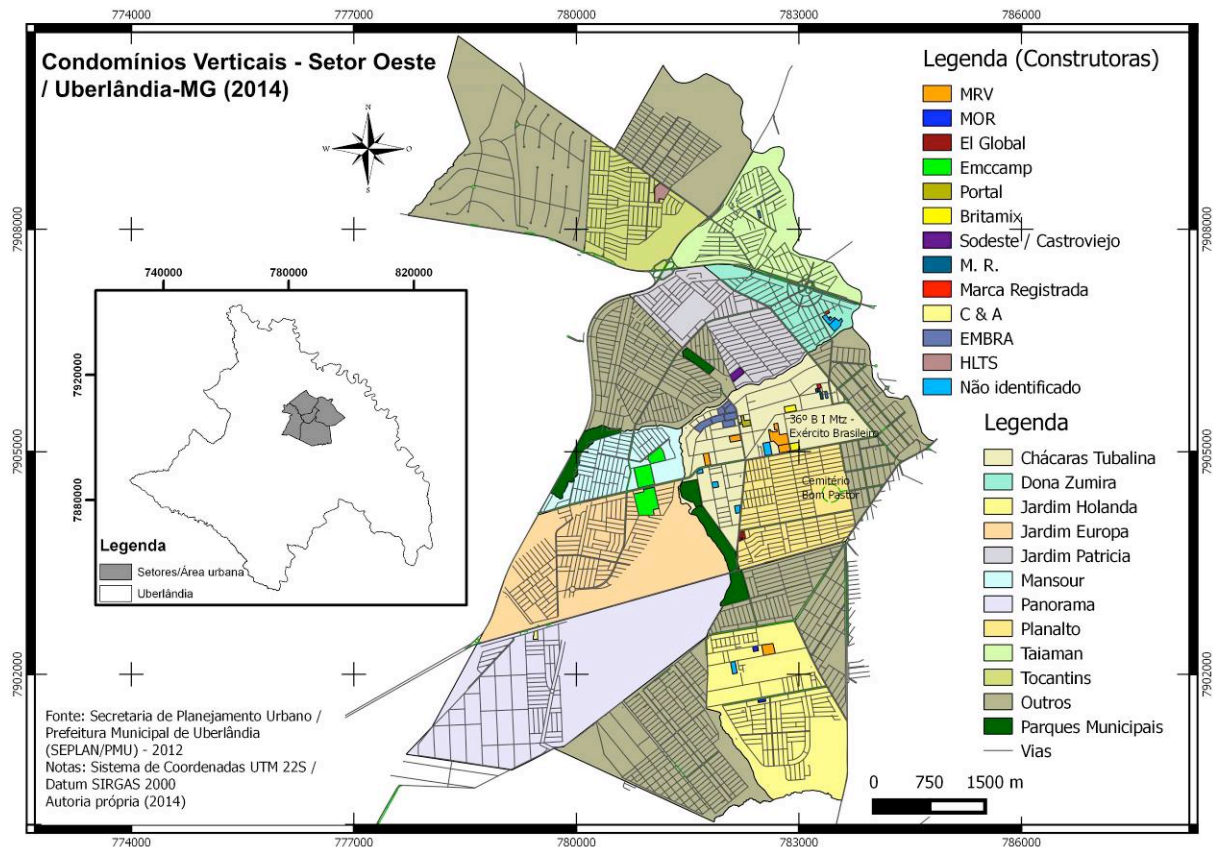 774000
777000
780000
783000
786000
Condomínios Verticais - Setor Oeste
/ Uberlândia-MG (2014)
N
W
O
S
7908000
7905000
7902000
740000
780000
820000
7920000
7880000
Legenda
Setores/Área urbana
Uberlândia
36º B I Mtz -
Exército Brasileiro
Cemitério
Bom Pastor
Legenda (Construtoras)
MRV
MOR
El Global
Emccamp
Portal
Britamix
Sodeste / Castroviejo
M. R.
Marca Registrada
C & A
EMBRA
HLTS
Não identificado
Legenda
Chácaras Tubalina
Dona Zumira
Jardim Holanda
Jardim Europa
Jardim Patricia
Mansour
Panorama
Planalto
Taiaman
Tocantins
Outros
Parques Municipais
Vias
0 750 1500 m
Fonte: Secretaria de Planejamento Urbano /
Prefeitura Municipal de Uberlândia
(SEPLAN/PMU) - 2012
Notas: Sistema de Coordenadas UTM 22S /
Datum SIRGAS 2000
Autoria própria (2014)
7908000
7905000
7902000
774000
777000
780000
783000
786000